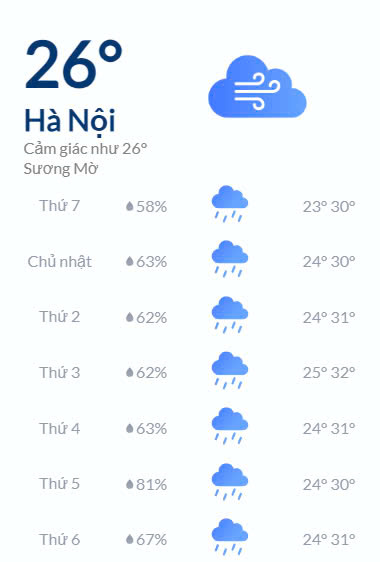 26°
Hà Nội
Cảm giác như 26°
Sương Mờ
Thứ 7 58% 23° 30°
Chủ nhật 63% 24° 30°
Thứ 2 62% 24° 31°
Thứ 3 62% 25° 32°
Thứ 4 63% 24° 31°
Thứ 5 81% 24° 30°
Thứ 6 67% 24° 31°